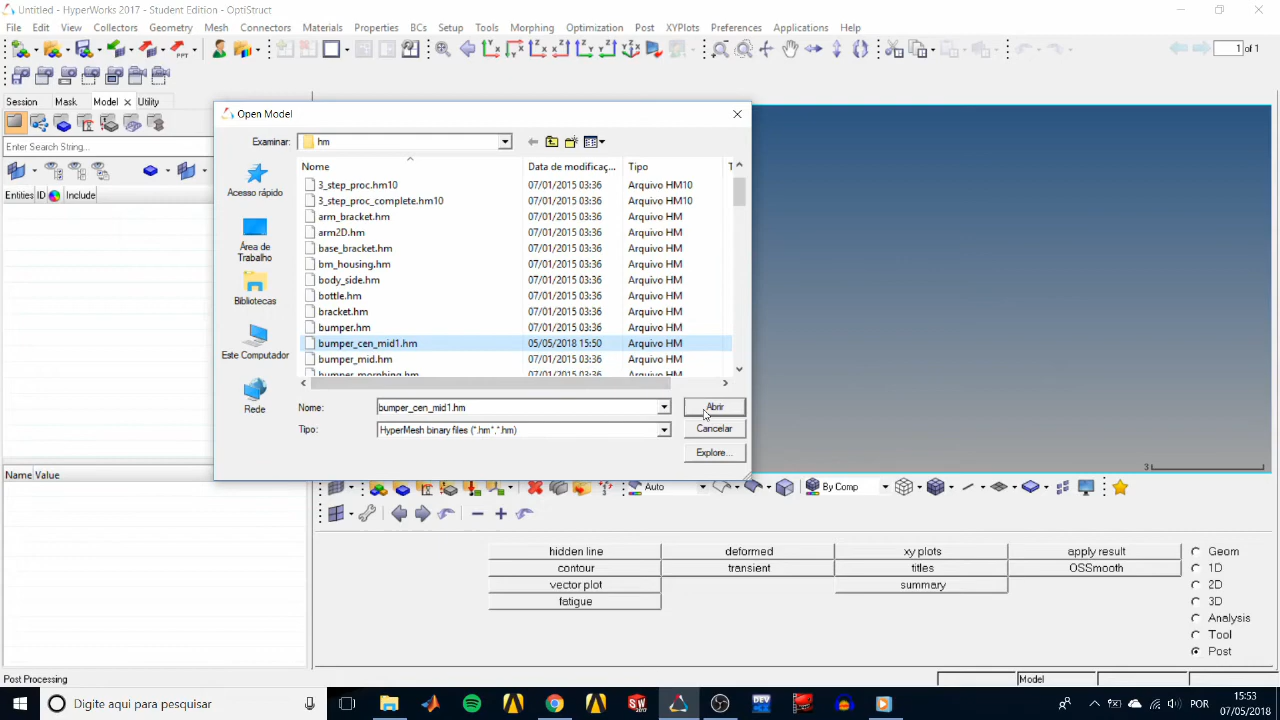 Untitled - HyperWorks 2017 - Student Edition - OptiStruct
File Edit View Collectors Geometry Mesh Connectors Materials Properties BCs Setup Tools Morphing Optimization Post XYPlots Preferences Applications Help
1 of 1
Session Mask Model Utility
Enter Search String...
Entities ID Include
Open Model
Examinar: hm
Nome Data de modificaç... Tipo T
3_step_proc.hm10 07/01/2015 03:36 Arquivo HM10
3_step_proc_complete.hm10 07/01/2015 03:36 Arquivo HM10
arm_bracket.hm 07/01/2015 03:36 Arquivo HM
arm2D.hm 07/01/2015 03:36 Arquivo HM
base_bracket.hm 07/01/2015 03:36 Arquivo HM
bm_housing.hm 07/01/2015 03:36 Arquivo HM
body_side.hm 07/01/2015 03:36 Arquivo HM
bottle.hm 07/01/2015 03:36 Arquivo HM
bracket.hm 07/01/2015 03:36 Arquivo HM
bumper.hm 07/01/2015 03:36 Arquivo HM
bumper_cen_mid1.hm 05/05/2018 15:50 Arquivo HM
bumper_mid.hm 07/01/2015 03:36 Arquivo HM
bumper_morphing.hm 07/01/2015 03:36 Arquivo HM
Acesso rápido
Área de
Trabalho
Bibliotecas
Este Computador
Rede
Nome: bumper_cen_mid1.hm Abrir
Tipo: HyperMesh binary files (*.hm*,*.hm) Cancelar
Explore...
3
Name Value
Auto By Comp
hidden line deformed xy plots apply result Geom
contour transient titles OSSmooth 1D
vector plot summary 2D
fatigue 3D
Analysis
Tool
Post
Post Processing Model
Digite aqui para pesquisar
POR
15:53
07/05/2018